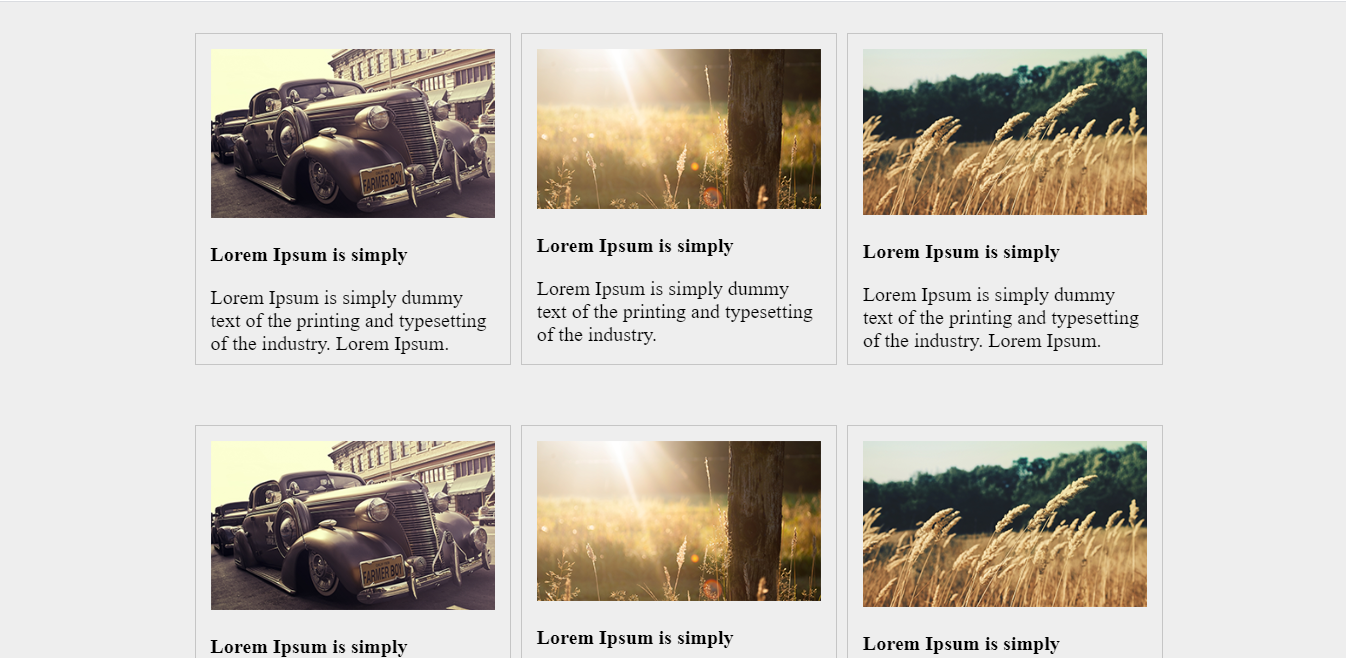 FARMER BOY
Lorem Ipsum is simply
Lorem Ipsum is simply dummy
text of the printing and typesetting
of the industry. Lorem Ipsum.
Lorem Ipsum is simply
Lorem Ipsum is simply dummy
text of the printing and typesetting
of the industry.
Lorem Ipsum is simply
Lorem Ipsum is simply dummy
text of the printing and typesetting
of the industry. Lorem Ipsum.
FARMER BOY
Lorem Ipsum is simply
Lorem Ipsum is simply
Lorem Ipsum is simply